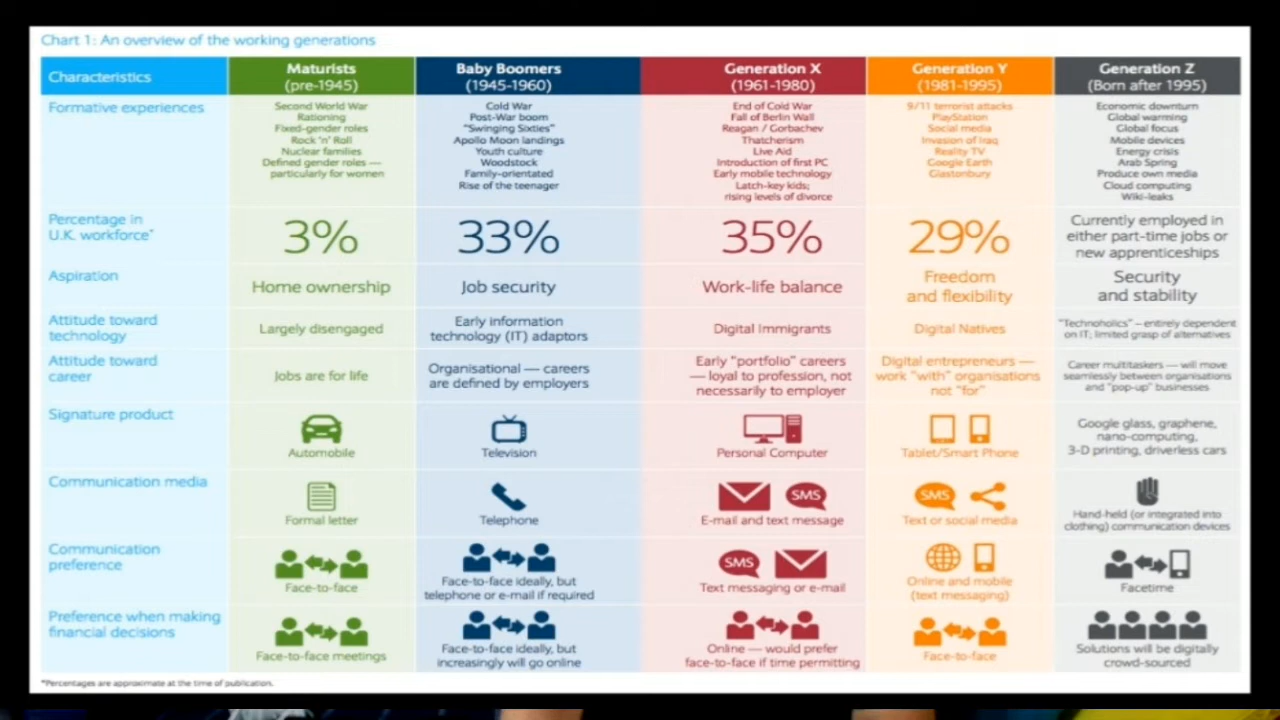 Chart 1: An overview of the working generations
Characteristics
Maturists
(pre-1945)
Baby Boomers
(1945-1960)
Generation X
(1961-1980)
Generation Y
(1981-1995)
Generation Z
(Born after 1995)
Formative experiences
Second World War
Rationing
Fixed-gender roles
Rock 'n' Roll
Nuclear families
Defined gender roles —
particularly for women
Cold War
Post-War boom
"Swinging Sixties"
Apollo Moon landings
Youth culture
Woodstock
Family-orientated
Rise of the teenager
End of Cold War
Fall of Berlin Wall
Reagan / Gorbachev
Thatcherism
Live Aid
Introduction of first PC
Early mobile technology
Latch-key kids;
rising levels of divorce
9/11 terrorist attacks
PlayStation
Social media
Invasion of Iraq
Reality TV
Google Earth
Glastonbury
Economic downturn
Global warming
Global focus
Mobile devices
Energy crisis
Arab Spring
Produce own media
Cloud computing
Wiki-leaks
Percentage in
U.K. workforce*
3%
33%
35%
29%
Currently employed in
either part-time jobs or
new apprenticeships
Aspiration
Home ownership
Job security
Work-life balance
Freedom
and flexibility
Security
and stability
Attitude toward
technology
Largely disengaged
Early information
technology (IT) adaptors
Digital Immigrants
Digital Natives
"Technoholics" – entirely dependent
on IT; limited grasp of alternatives
Attitude toward
career
Jobs are for life
Organisational — careers
are defined by employers
Early "portfolio" careers
— loyal to profession, not
necessarily to employer
Digital entrepreneurs —
work "with" organisations
not "for"
Career multitaskers — will move
seamlessly between organisations
and "pop-up" businesses
Signature product
Automobile
Television
Personal Computer
Tablet/Smart Phone
Google glass, graphene,
nano-computing,
3-D printing, driverless cars
Communication media
Formal letter
Telephone
SMS
E-mail and text message
SMS
Text or social media
Hand-held (or integrated into
clothing) communication devices
Communication
preference
Face-to-face
Face-to-face ideally, but
telephone or e-mail if required
SMS
Text messaging or e-mail
Online and mobile
(text messaging)
Facetime
Preference when making
financial decisions
Face-to-face meetings
Face-to-face ideally, but
increasingly will go online
Online — would prefer
face-to-face if time permitting
Face-to-face
Solutions will be digitally
crowd-sourced
*Percentages are approximate at the time of publication.